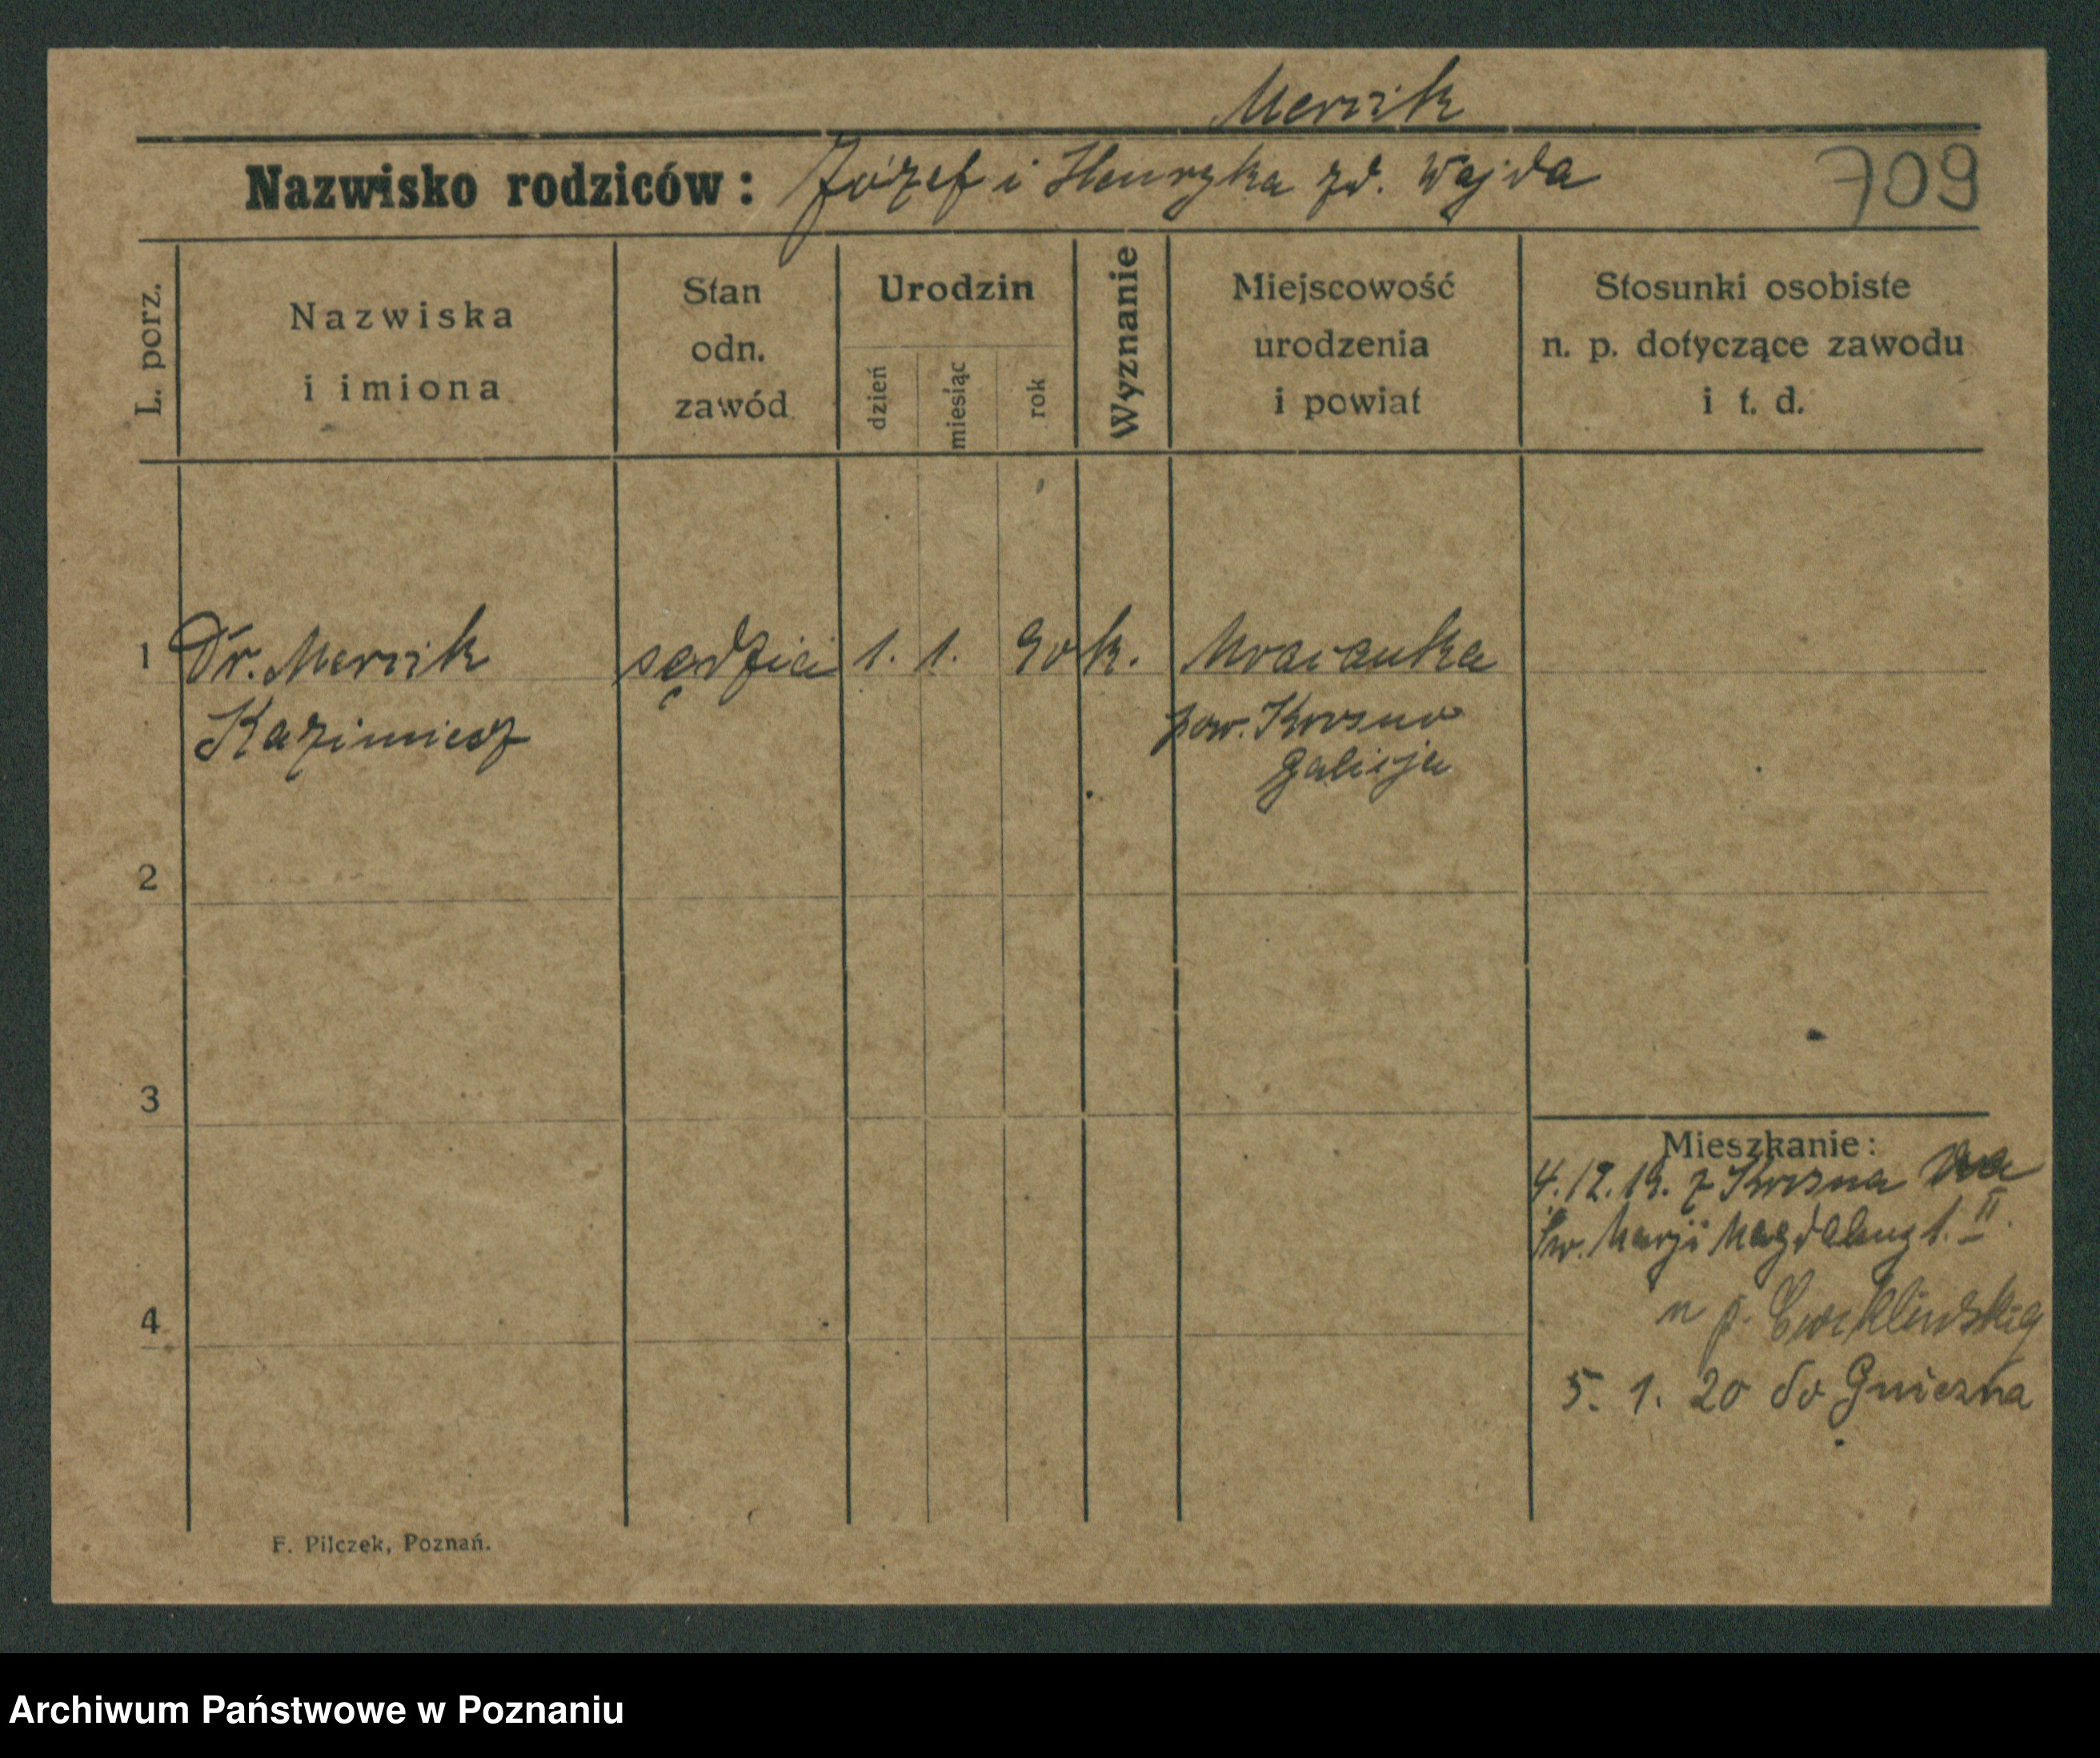 Mercik
Nazwisko rodziców: Józef i Henryka zd. Wajda 709
L. porz.
Nazwiska
i imiona
Stan
odn.
zawód
Urodzin
dzień
miesiąc
rok
Wyznanie
Miejscowość
urodzenia
i powiat
Stosunki osobiste
n. p. dotyczące zawodu
i t. d.
1 Dr. Mercik sędzia 1. 1. 90 k.
Kazimierz pow. Krosno
Galicja
2
3
Mieszkanie:
4.12.19. z Krosna na
Św. Marji Magdaleny 1. II.
4
5. 1. 20 do Gniezna
F. Pilczek, Poznań.
Archiwum Państwowe w Poznaniu